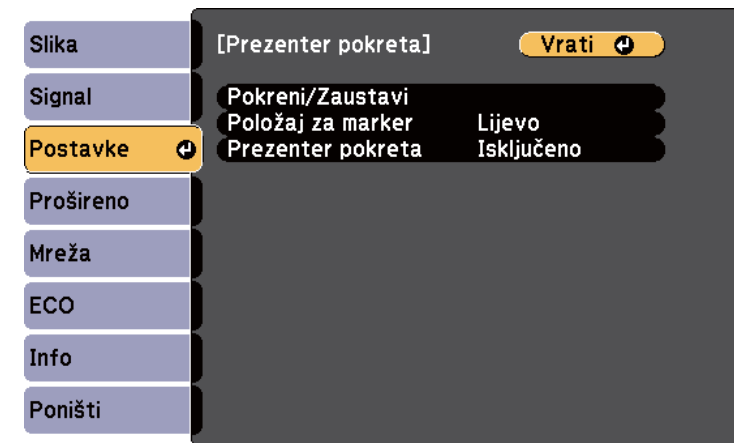 Slika
Signal
Postavke
Prošireno
Mreža
ECO
Info
Poništi
[Prezenter pokreta] Vrati
Pokreni/Zaustavi
Položaj za marker Lijevo
Prezenter pokreta Isključeno